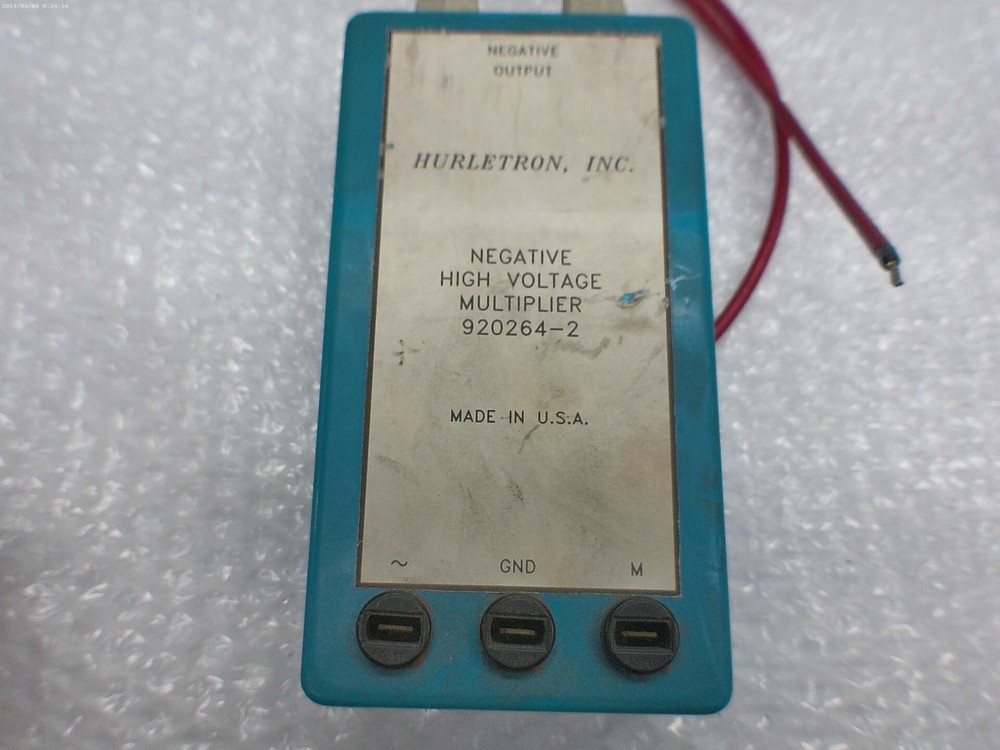 NEGATIVE
OUTPUT
HURLETRON, INC.
NEGATIVE
HIGH VOLTAGE
MULTIPLIER
920264-2
MADE IN U.S.A.
~ GND M